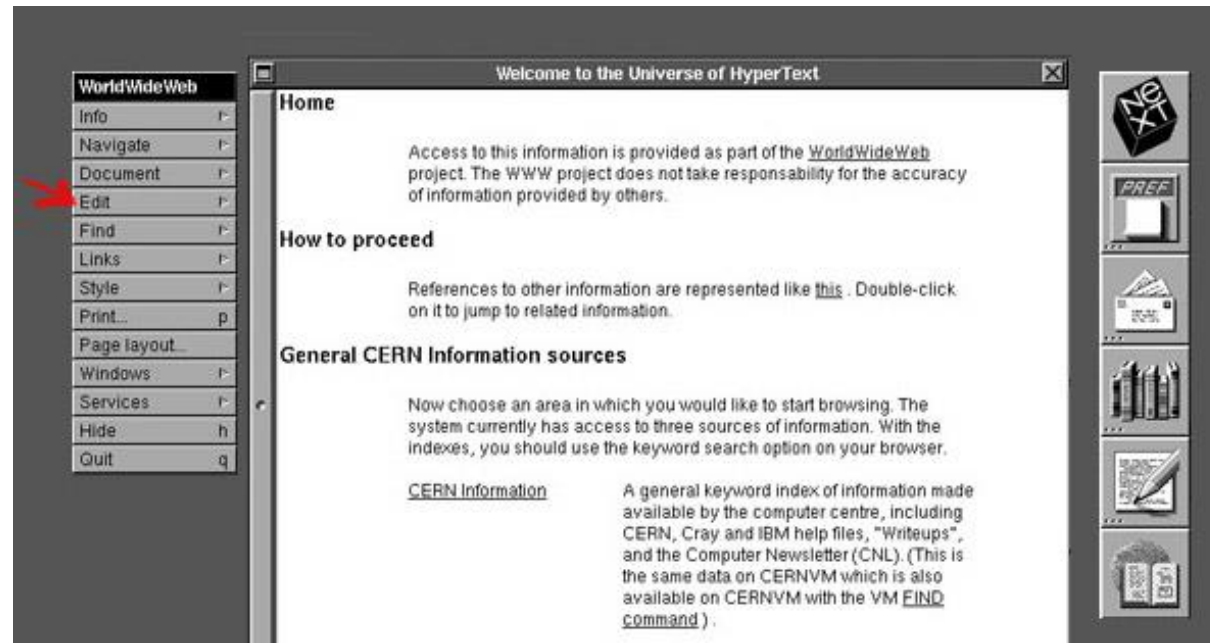 WorldWideWeb
Info
Navigate
Document
Edit
Find
Links
Style
Print... p
Page layout...
Windows
Services
Hide h
Quit q
Welcome to the Universe of HyperText
Home
Access to this information is provided as part of the WorldWideWeb
project. The WWW project does not take responsability for the accuracy
of information provided by others.
How to proceed
References to other information are represented like this . Double-click
on it to jump to related information.
General CERN Information sources
Now choose an area in which you would like to start browsing. The
system currently has access to three sources of information. With the
indexes, you should use the keyword search option on your browser.
CERN Information
A general keyword index of information made
available by the computer centre, including
CERN, Cray and IBM help files, "Writeups",
and the Computer Newsletter (CNL). (This is
the same data on CERNVM which is also
available on CERNVM with the VM FIND
command ) .
NeXT
PREF